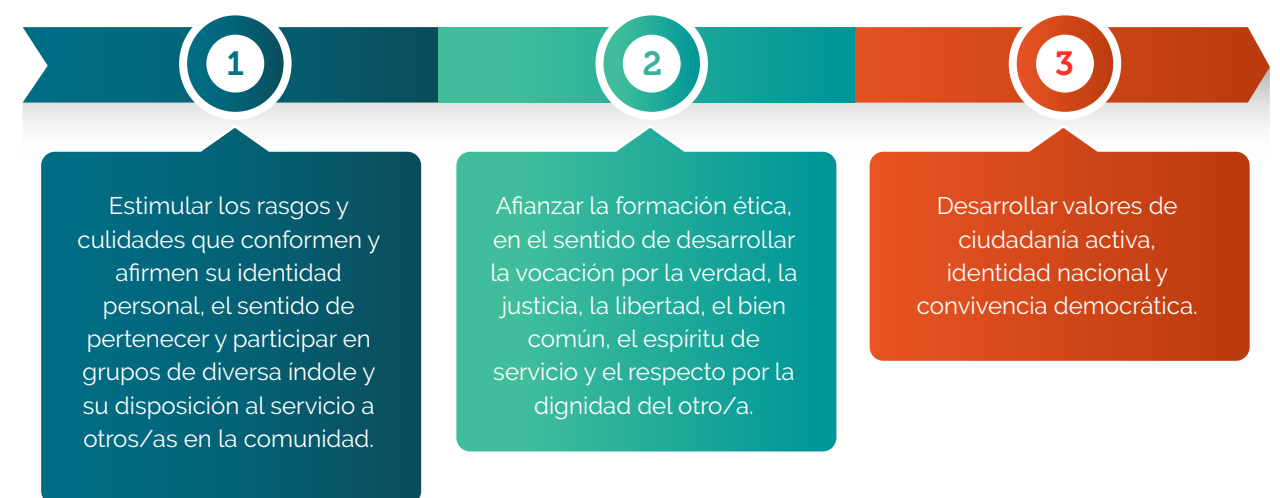 1
Estimular los rasgos y
culidades que conformen y
afirmen su identidad
personal, el sentido de
pertenecer y participar en
grupos de diversa índole y
su disposición al servicio a
otros/as en la comunidad.
2
Afianzar la formación ética,
en el sentido de desarrollar
la vocación por la verdad, la
justicia, la libertad, el bien
común, el espíritu de
servicio y el respecto por la
dignidad del otro/a.
3
Desarrollar valores de
ciudadanía activa,
identidad nacional y
convivencia democrática.